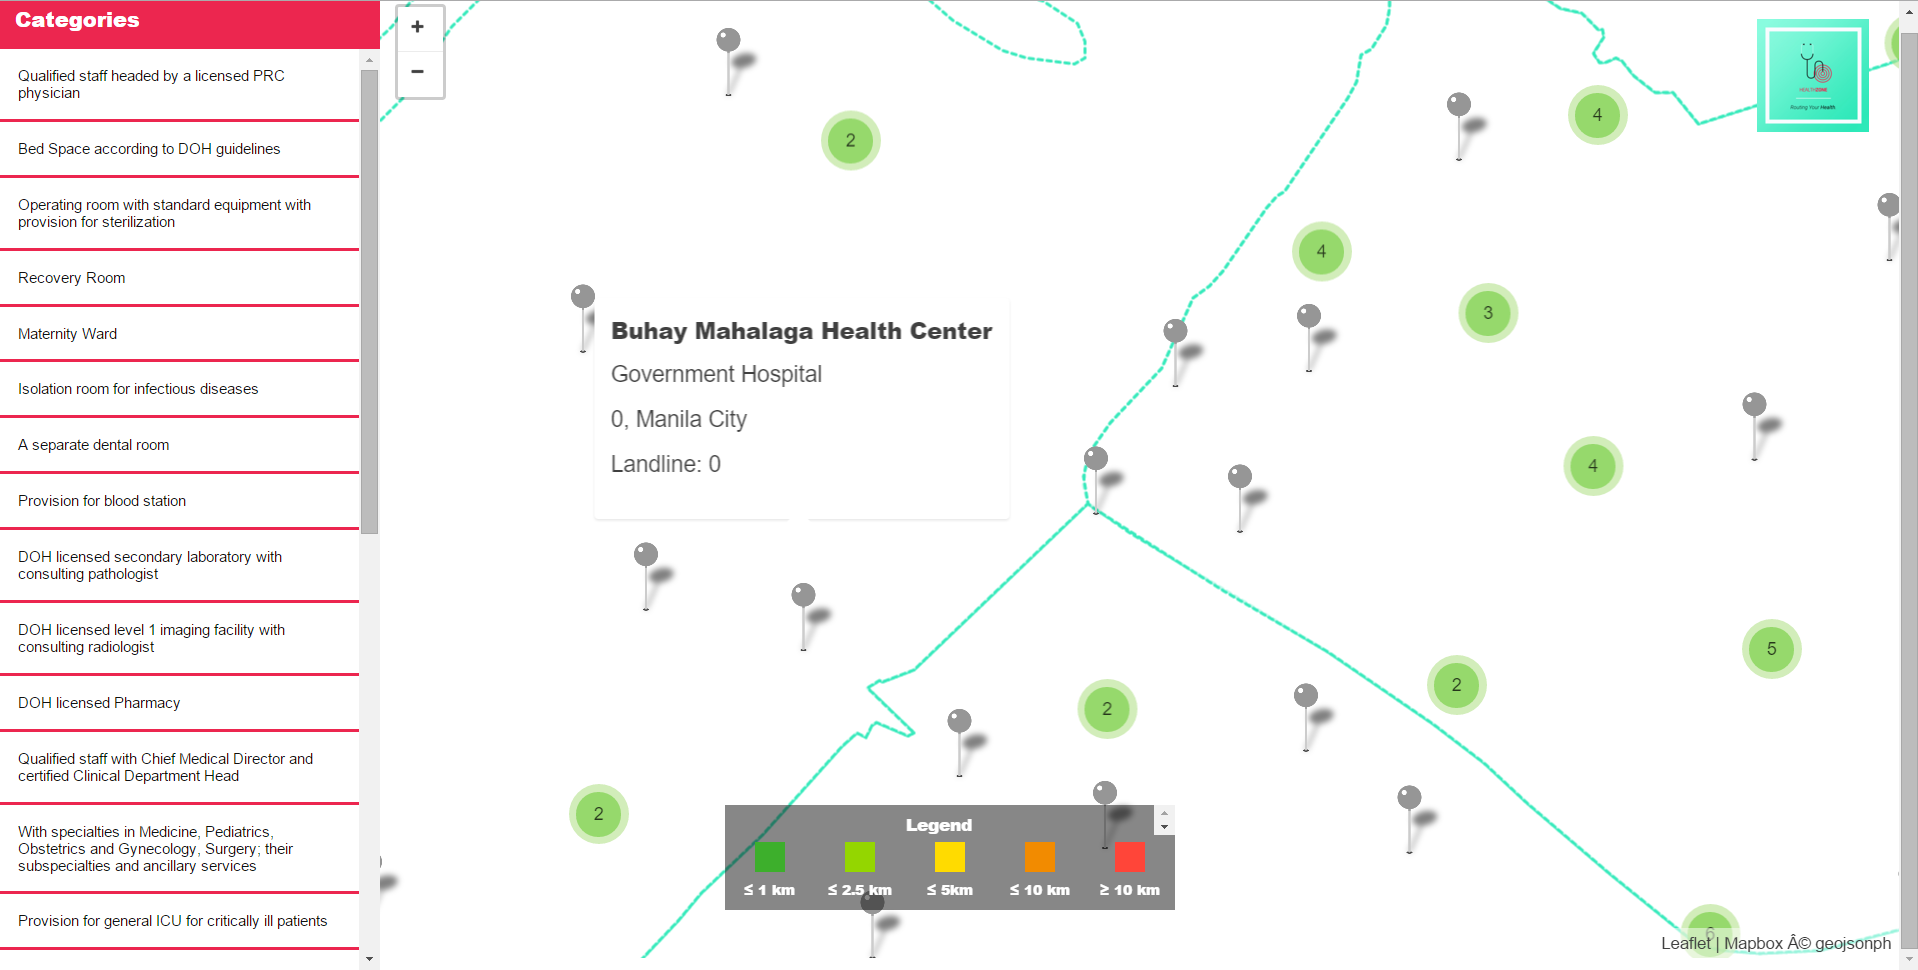 Categories
Qualified staff headed by a licensed PRC
physician
Bed Space according to DOH guidelines
Operating room with standard equipment with
provision for sterilization
Recovery Room
Maternity Ward
Isolation room for infectious diseases
A separate dental room
Provision for blood station
DOH licensed secondary laboratory with
consulting pathologist
DOH licensed level 1 imaging facility with
consulting radiologist
DOH licensed Pharmacy
Qualified staff with Chief Medical Director and
certified Clinical Department Head
With specialties in Medicine, Pediatrics,
Obstetrics and Gynecology, Surgery; their
subspecialties and ancillary services
Provision for general ICU for critically ill patients
+
−
2
4
4
3
4
5
2
2
2
6
HEALTHZONE
Routing Your Health
Buhay Mahalaga Health Center
Government Hospital
0, Manila City
Landline: 0
Legend
≤ 1 km
≤ 2.5 km
≤ 5km
≤ 10 km
≥ 10 km
Leaflet | Mapbox Â© geojsonph